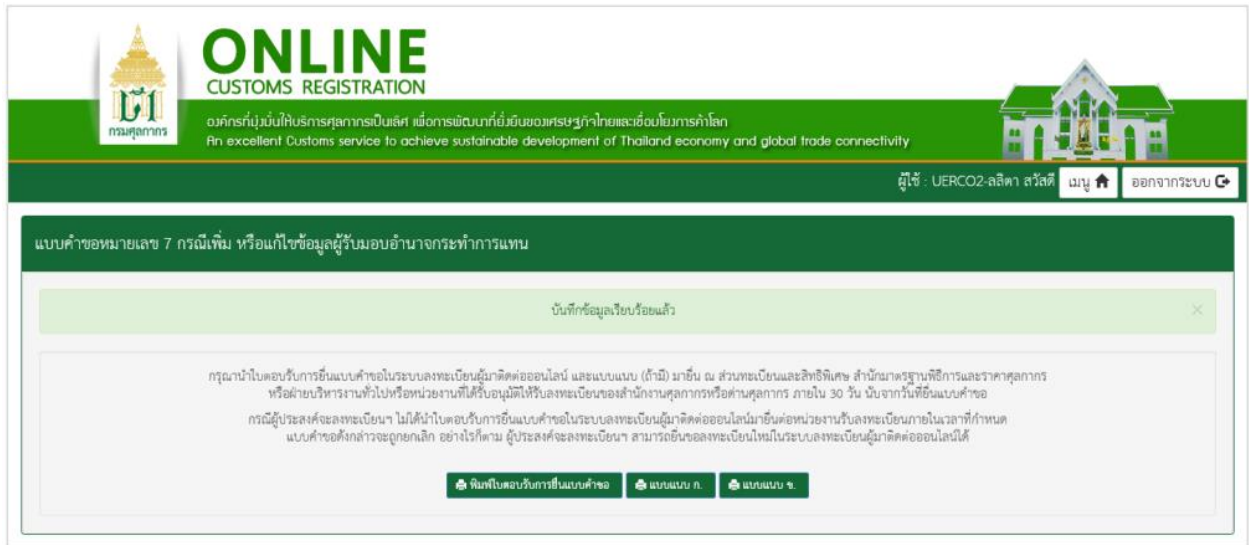 ONLINE
CUSTOMS REGISTRATION
กรมศุลกากร
องค์กรที่มุ่งมั่นให้บริการศุลกากรเป็นเลิศ เพื่อการพัฒนาที่ยั่งยืนของเศรษฐกิจไทยและเชื่อมโยงการค้าโลก
An excellent Customs service to achieve sustainable development of Thailand economy and global trade connectivity
ผู้ใช้ : UERCO2-ลลิตา สวัสดี เมนู ออกจากระบบ
แบบคำขอหมายเลข 7 กรณีเพิ่ม หรือแก้ไขข้อมูลผู้รับมอบอำนาจกระทำการแทน
บันทึกข้อมูลเรียบร้อยแล้ว ×
กรุณานำใบตอบรับการยื่นแบบคำขอในระบบลงทะเบียนผู้มาติดต่อออนไลน์ และแบบแนบ (ถ้ามี) มายื่น ณ ส่วนทะเบียนและสิทธิพิเศษ สำนักมาตรฐานพิธีการและราคาศุลกากร
หรือฝ่ายบริหารงานทั่วไปหรือหน่วยงานที่ได้รับอนุมัติให้รับลงทะเบียนของสำนักงานศุลกากรหรือด่านศุลกากร ภายใน 30 วัน นับจากวันที่ยื่นแบบคำขอ
กรณีผู้ประสงค์จะลงทะเบียนฯ ไม่ได้นำใบตอบรับการยื่นแบบคำขอในระบบลงทะเบียนผู้มาติดต่อออนไลน์มายื่นต่อหน่วยงานรับลงทะเบียนภายในเวลาที่กำหนด
แบบคำขอดังกล่าวจะถูกยกเลิก อย่างไรก็ตาม ผู้ประสงค์จะลงทะเบียนฯ สามารถยื่นขอลงทะเบียนใหม่ในระบบลงทะเบียนผู้มาติดต่อออนไลน์ได้
พิมพ์ใบตอบรับการยื่นแบบคำขอ แบบแนบ ก. แบบแนบ ข.